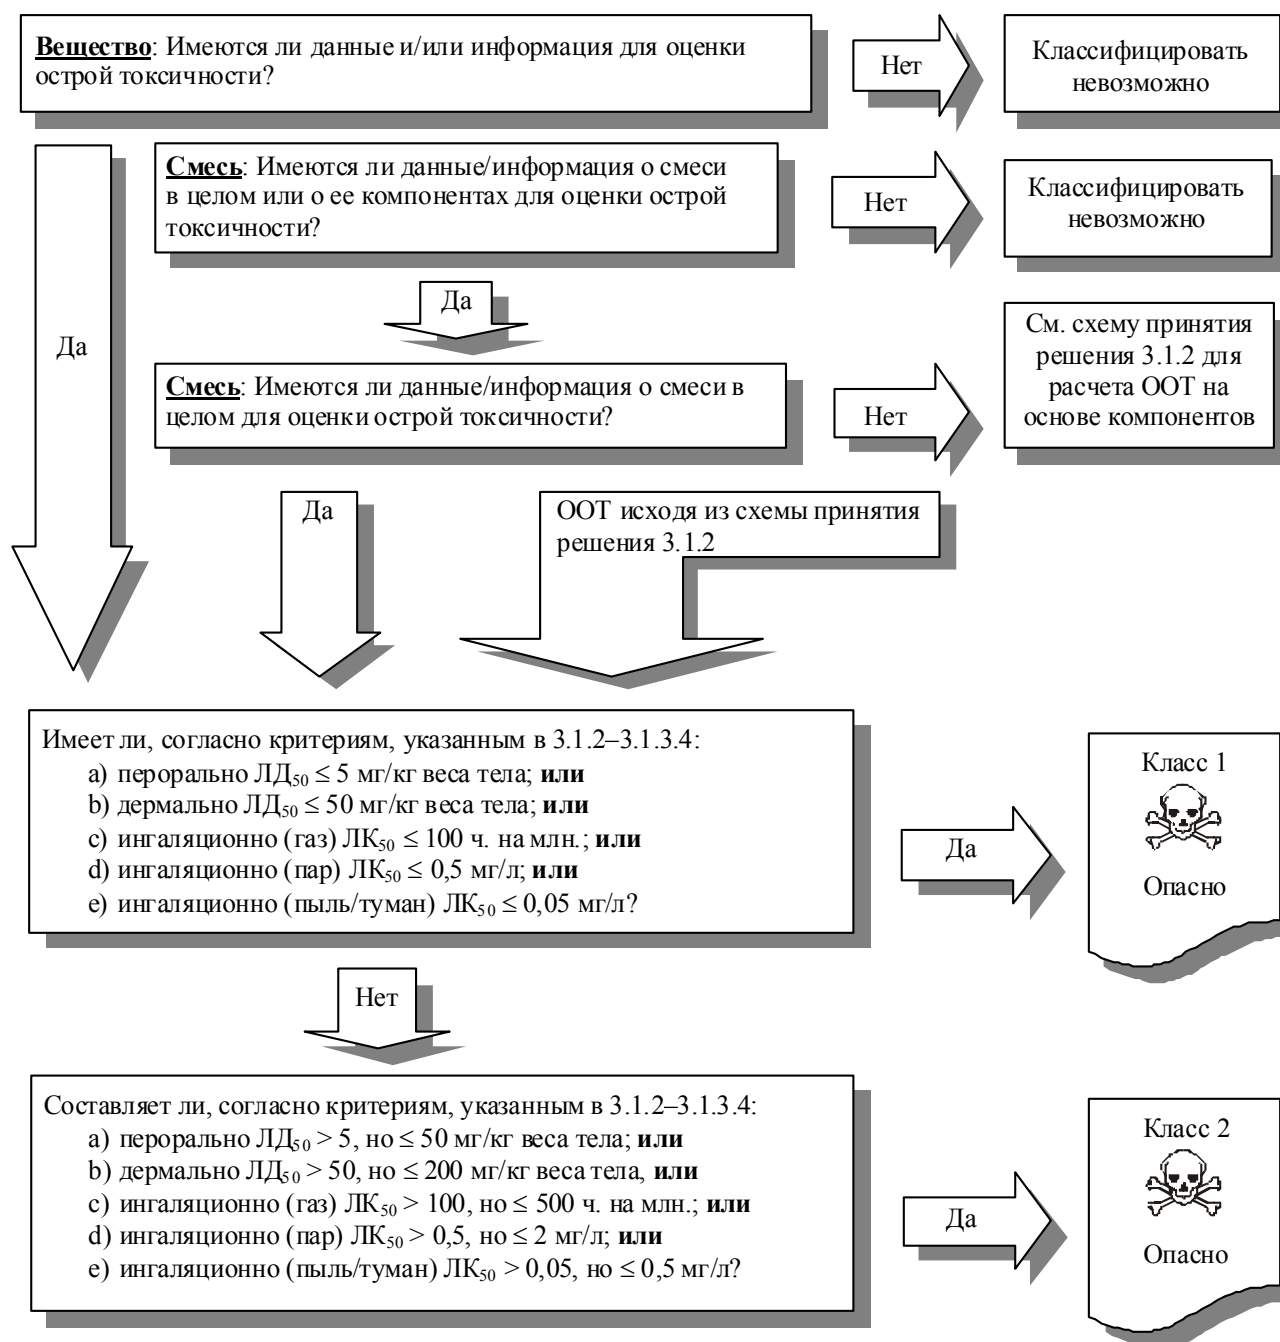 Вещество: Имеются ли данные и/или информация для оценки
острой токсичности?
Нет
Классифицировать
невозможно
Смесь: Имеются ли данные/информация о смеси
в целом или о ее компонентах для оценки острой
токсичности?
Нет
Классифицировать
невозможно
Да
Да
Смесь: Имеются ли данные/информация о смеси в
целом для оценки острой токсичности?
Нет
См. схему принятия
решения 3.1.2 для
расчета ООТ на
основе компонентов
Да
ООТ исходя из схемы принятия
решения 3.1.2
Имеет ли, согласно критериям, указанным в 3.1.2–3.1.3.4:
a) перорально ЛД₅₀ ≤ 5 мг/кг веса тела; или
b) дермально ЛД₅₀ ≤ 50 мг/кг веса тела; или
c) ингаляционно (газ) ЛК₅₀ ≤ 100 ч. на млн.; или
d) ингаляционно (пар) ЛК₅₀ ≤ 0,5 мг/л; или
e) ингаляционно (пыль/туман) ЛК₅₀ ≤ 0,05 мг/л?
Да
Класс 1
Опасно
Нет
Составляет ли, согласно критериям, указанным в 3.1.2–3.1.3.4:
a) перорально ЛД₅₀ > 5, но ≤ 50 мг/кг веса тела; или
b) дермально ЛД₅₀ > 50, но ≤ 200 мг/кг веса тела, или
c) ингаляционно (газ) ЛК₅₀ > 100, но ≤ 500 ч. на млн.; или
d) ингаляционно (пар) ЛК₅₀ > 0,5, но ≤ 2 мг/л; или
e) ингаляционно (пыль/туман) ЛК₅₀ > 0,05, но ≤ 0,5 мг/л?
Да
Класс 2
Опасно